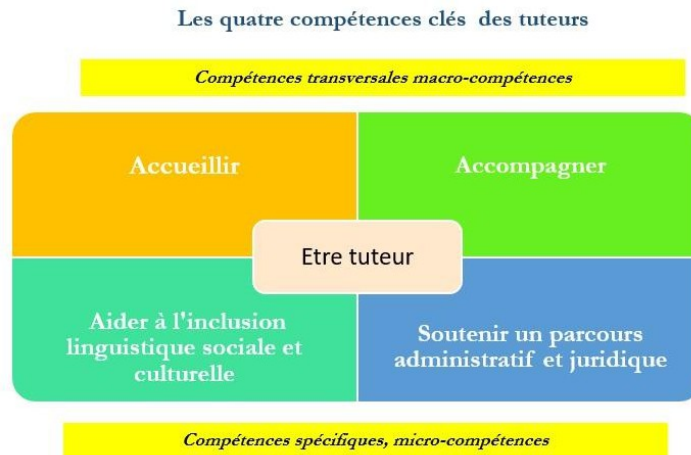 Les quatre compétences clés des tuteurs
Compétences transversales macro-compétences
Accueillir
Accompagner
Etre tuteur
Aider à l'inclusion
linguistique sociale et
culturelle
Soutenir un parcours
administratif et juridique
Compétences spécifiques, micro-compétences